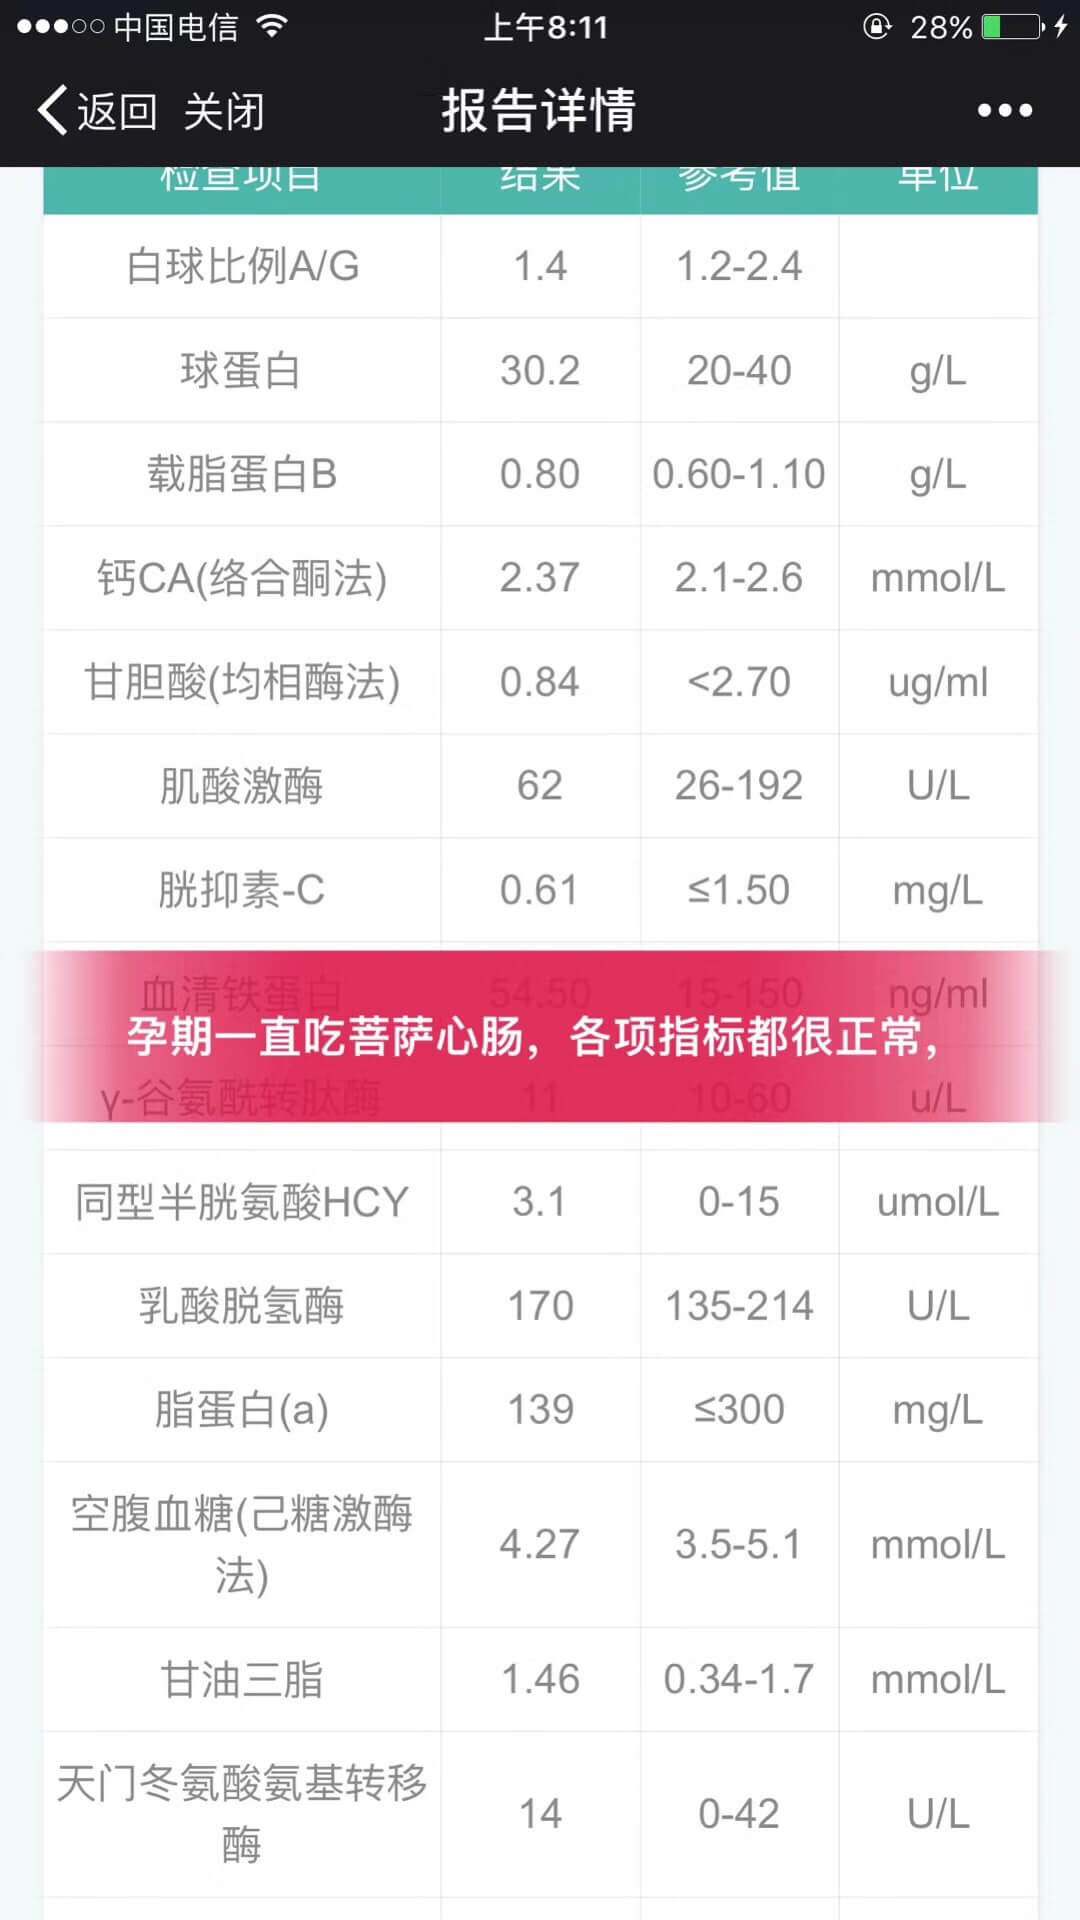 中国电信 上午8:11 28%
返回 关闭 报告详情
检查项目 结果 参考值 单位
白球比例A/G 1.4 1.2-2.4
球蛋白 30.2 20-40 g/L
载脂蛋白B 0.80 0.60-1.10 g/L
钙CA(络合酮法) 2.37 2.1-2.6 mmol/L
甘胆酸(均相酶法) 0.84 <2.70 ug/ml
肌酸激酶 62 26-192 U/L
胱抑素-C 0.61 ≤1.50 mg/L
血清铁蛋白 54.50 15-150 ng/ml
孕期一直吃菩萨心肠，各项指标都很正常，
γ-谷氨酰转肽酶 11 10-60 u/L
同型半胱氨酸HCY 3.1 0-15 umol/L
乳酸脱氢酶 170 135-214 U/L
脂蛋白(a) 139 ≤300 mg/L
空腹血糖(己糖激酶
法) 4.27 3.5-5.1 mmol/L
甘油三脂 1.46 0.34-1.7 mmol/L
天门冬氨酸氨基转移
酶 14 0-42 U/L